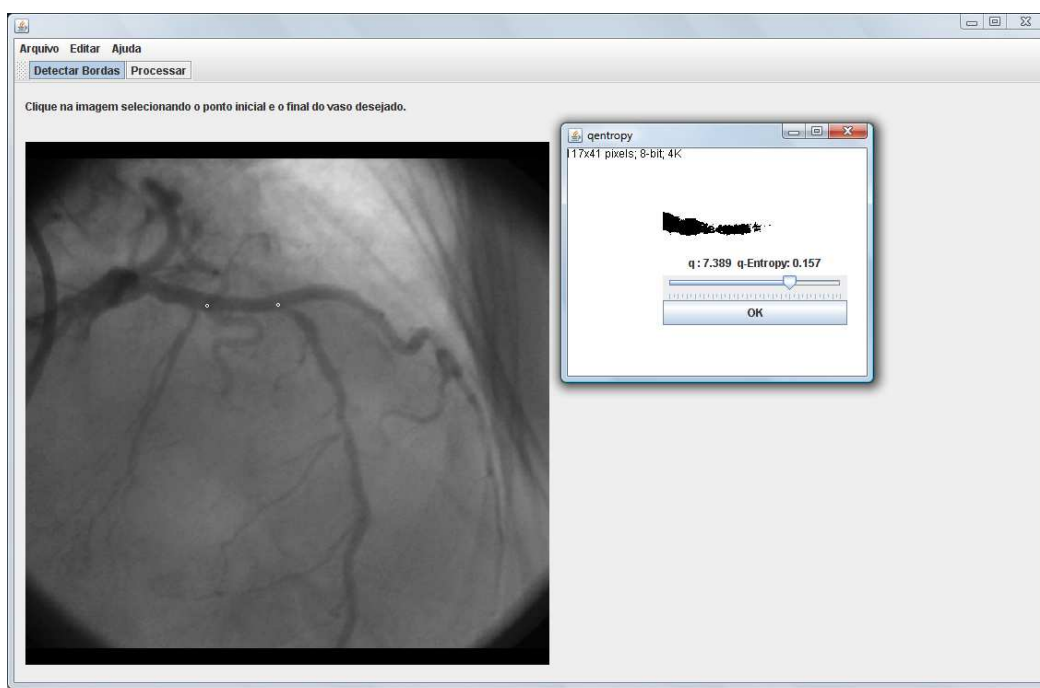 Arquivo Editar Ajuda
Detectar Bordas Processar
Clique na imagem selecionando o ponto inicial e o final do vaso desejado.
qentropy
117x41 pixels; 8-bit; 4K
q : 7.389 q-Entropy: 0.157
OK